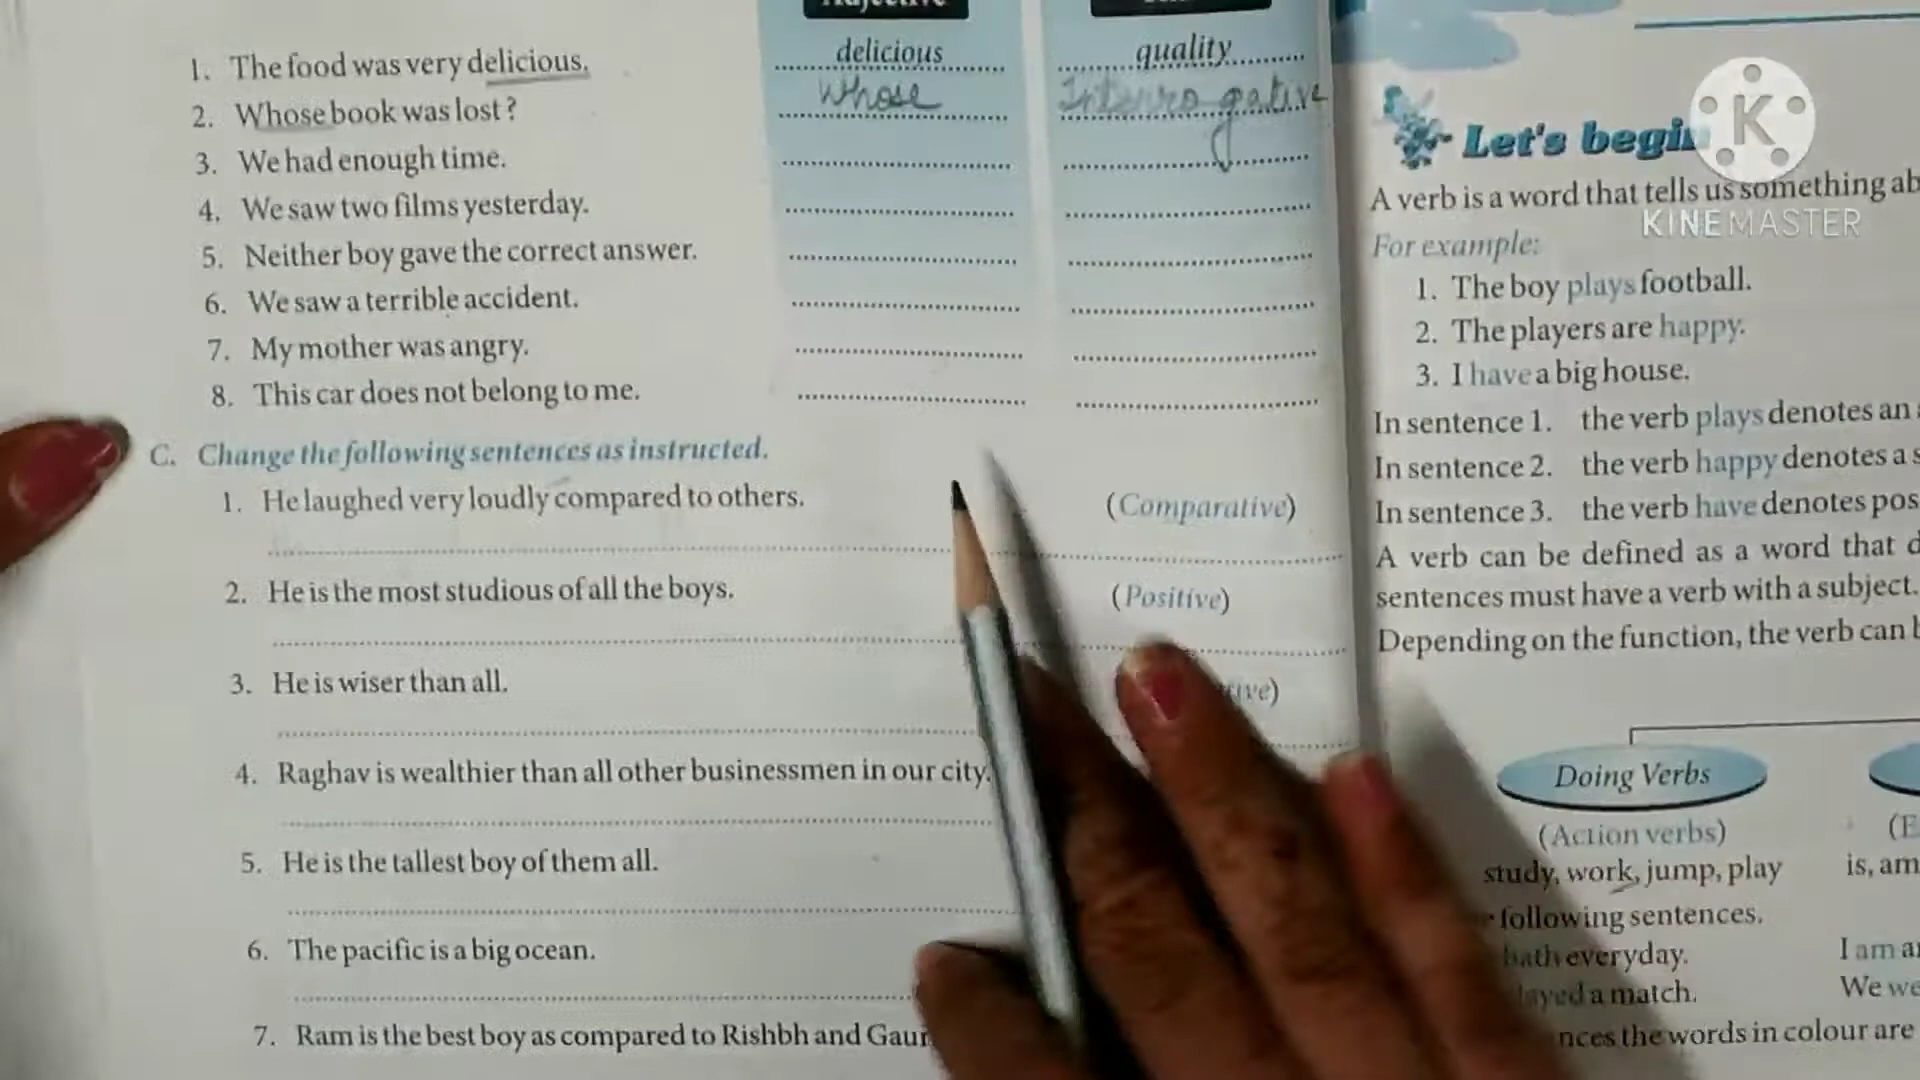 Adjective
1. The food was very delicious. delicious quality
2. Whose book was lost? Whose Interrogative
3. We had enough time.
4. We saw two films yesterday.
5. Neither boy gave the correct answer.
6. We saw a terrible accident.
7. My mother was angry.
8. This car does not belong to me.
C. Change the following sentences as instructed.
1. He laughed very loudly compared to others. (Comparative)
2. He is the most studious of all the boys. (Positive)
3. He is wiser than all. ive)
4. Raghav is wealthier than all other businessmen in our city.
5. He is the tallest boy of them all.
6. The pacific is a big ocean.
7. Ram is the best boy as compared to Rishbh and Gaur
Let's begin
K
KINEMASTER
A verb is a word that tells us something ab
For example:
1. The boy plays football.
2. The players are happy.
3. I have a big house.
In sentence 1. the verb plays denotes an
In sentence 2. the verb happy denotes a s
In sentence 3. the verb have denotes pos
A verb can be defined as a word that d
sentences must have a verb with a subject.
Depending on the function, the verb can b
Doing Verbs
(Action verbs) (E
study, work, jump, play is, am
following sentences.
bath everyday. I am a
layed a match. We we
nces the words in colour are